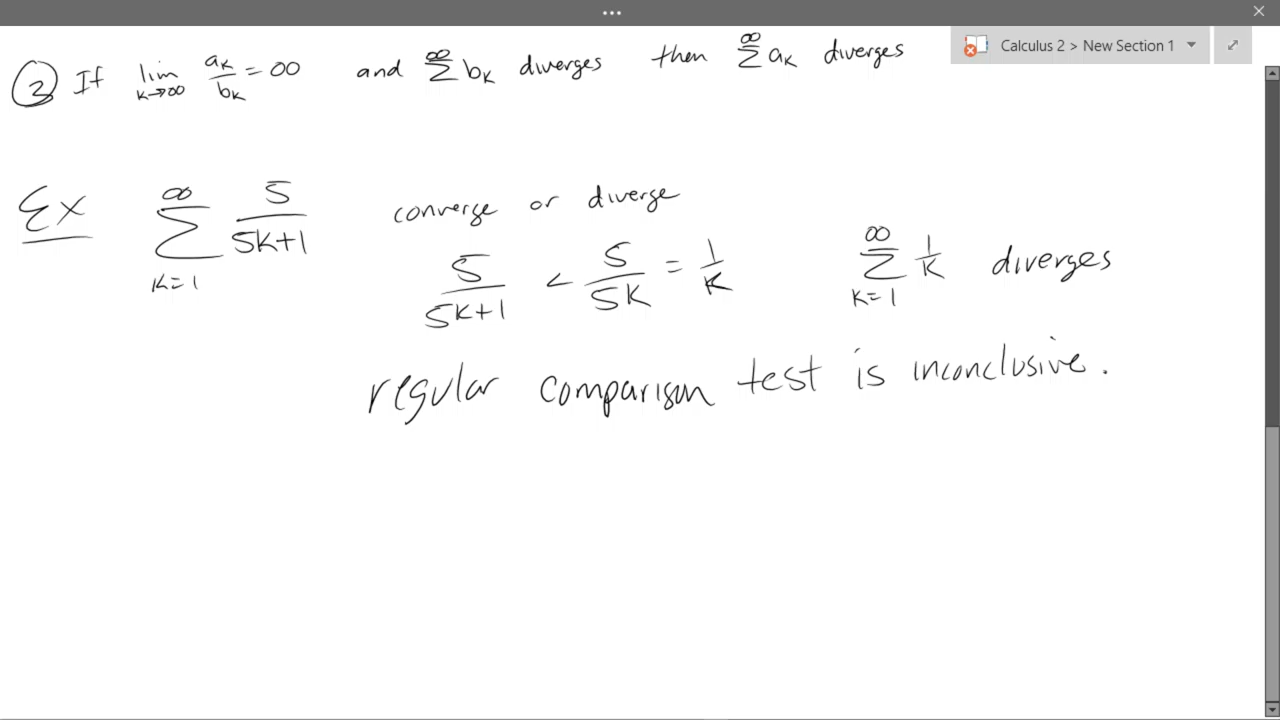 Calculus 2 > New Section 1
③ If lim_{k→∞} a_k/b_k = ∞ and Σ^∞ b_k diverges then Σ^∞ a_k diverges
Ex Σ_{k=1}^∞ 5/(5k+1) converge or diverge
5/(5k+1) < 5/(5k) = 1/k Σ_{k=1}^∞ 1/k diverges
regular comparison test is inconclusive.